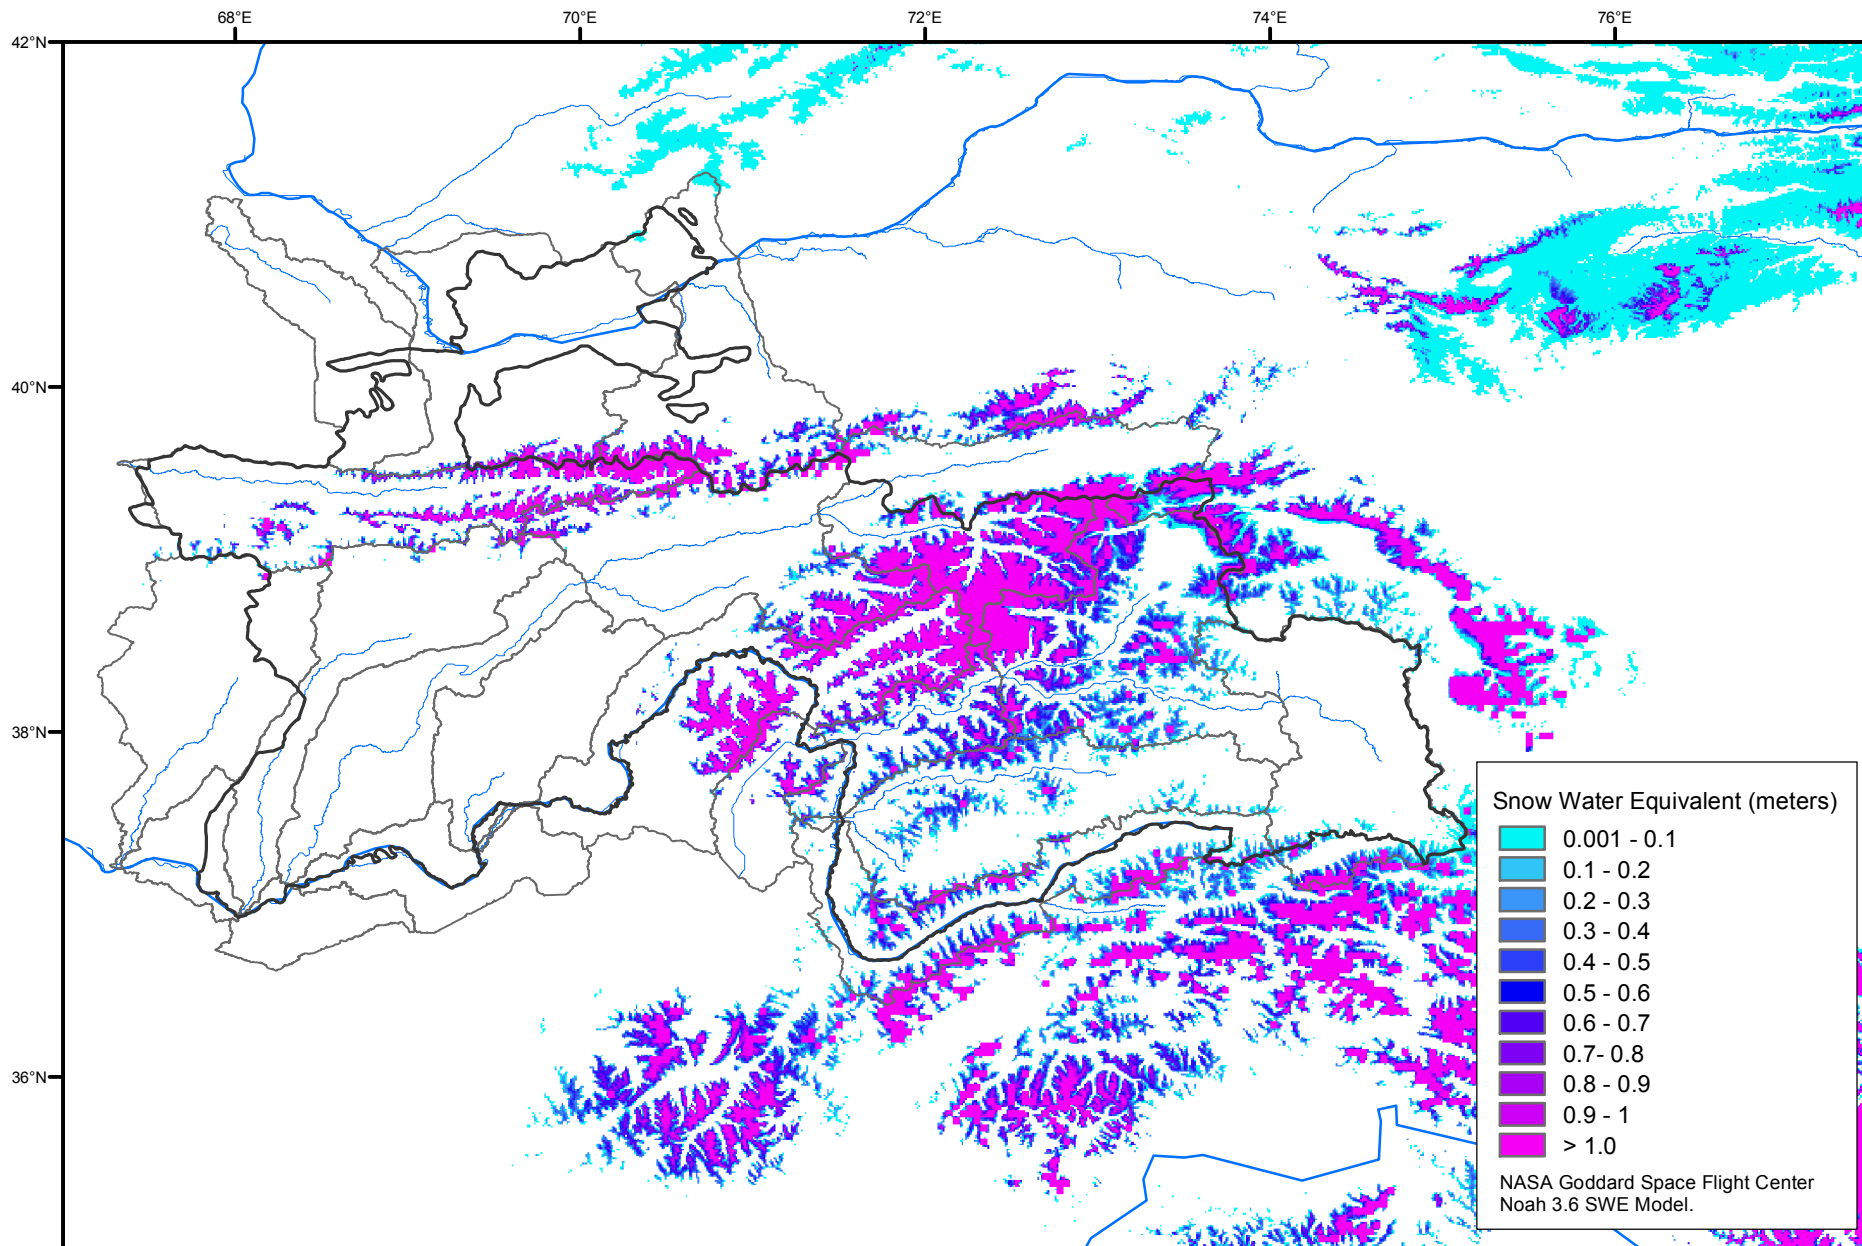 68°E 70°E 72°E 74°E 76°E
42°N
40°N
38°N
36°N
Snow Water Equivalent (meters)
0.001 - 0.1
0.1 - 0.2
0.2 - 0.3
0.3 - 0.4
0.4 - 0.5
0.5 - 0.6
0.6 - 0.7
0.7- 0.8
0.8 - 0.9
0.9 - 1
> 1.0
NASA Goddard Space Flight Center
Noah 3.6 SWE Model.